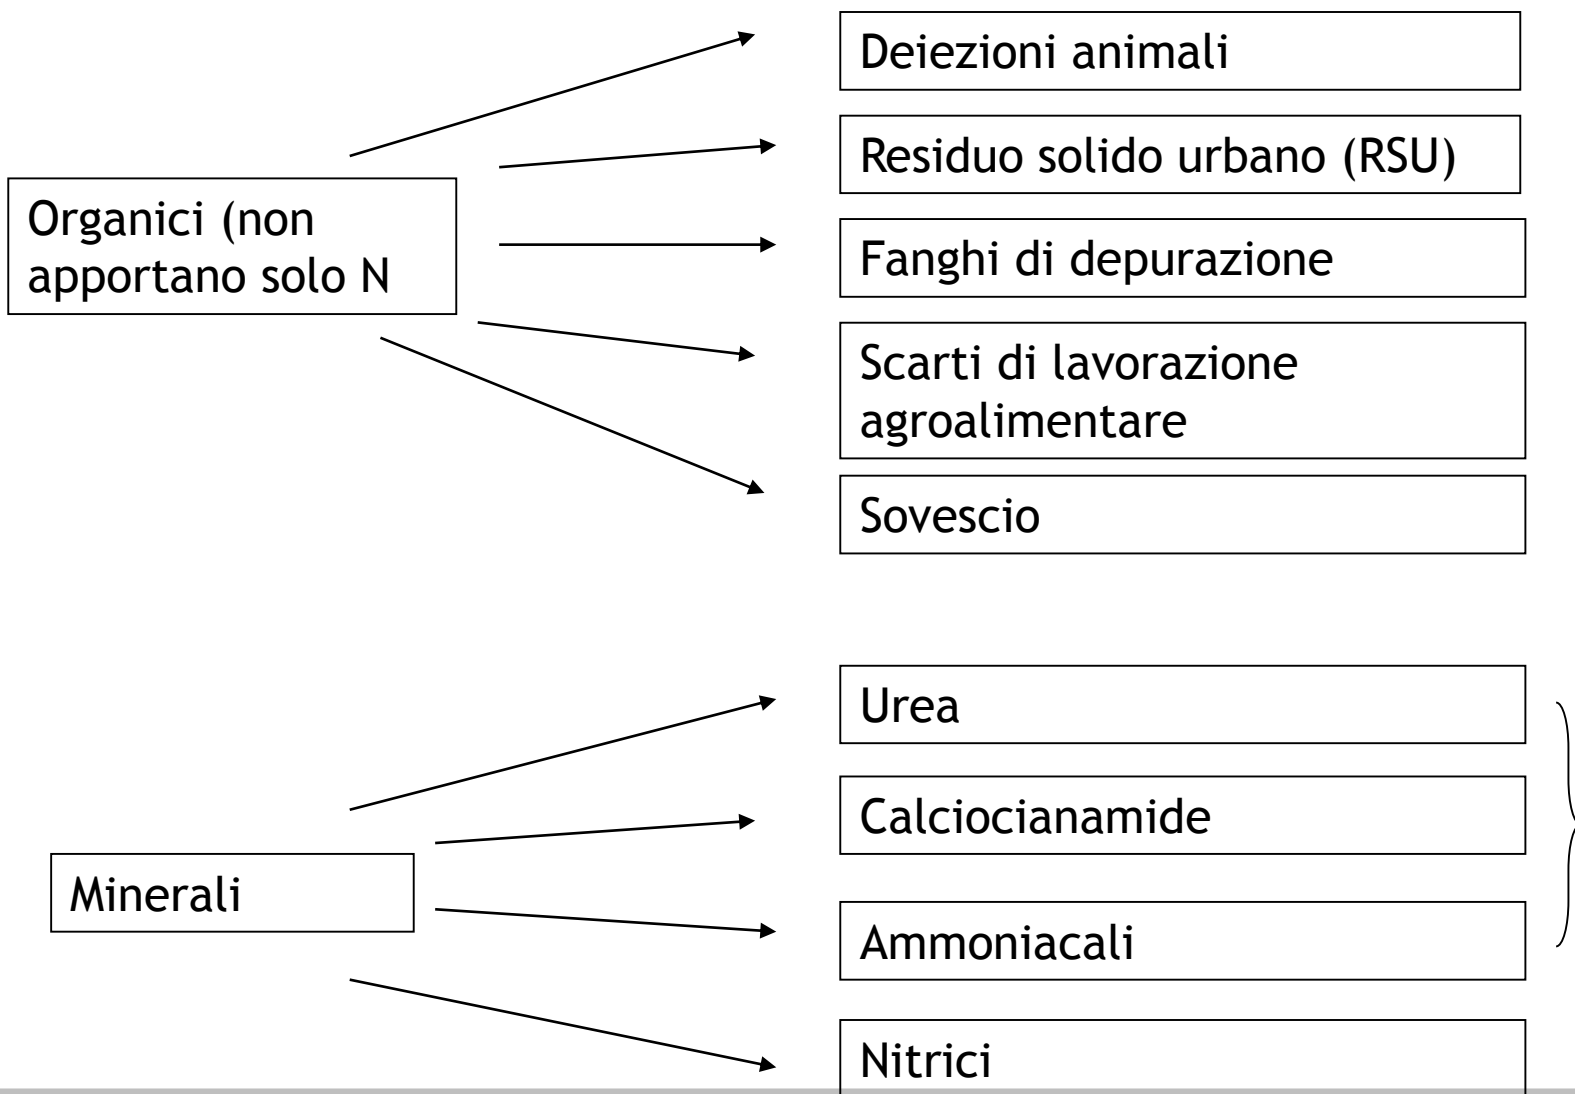 Deiezioni animali
Residuo solido urbano (RSU)
Organici (non
apportano solo N
Fanghi di depurazione
Scarti di lavorazione
agroalimentare
Sovescio
Urea
Calciocianamide
Minerali
Ammoniacali
Nitrici